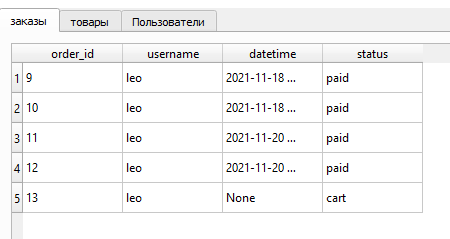 заказы товары Пользователи
order_id username datetime status
1 9 leo 2021-11-18 ... paid
2 10 leo 2021-11-18 ... paid
3 11 leo 2021-11-20 ... paid
4 12 leo 2021-11-20 ... paid
5 13 leo None cart